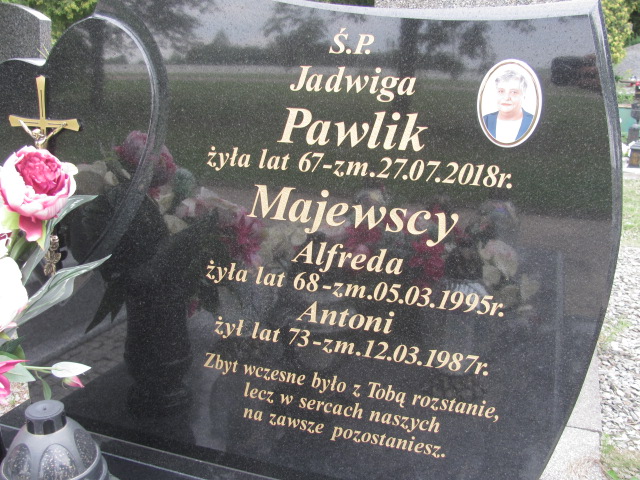 Ś.P.
Jadwiga
Pawlik
żyła lat 67-zm.27.07.2018r.
Majewscy
Alfreda
żyła lat 68-zm.05.03.1995r.
Antoni
żył lat 73-zm.12.03.1987r.
Zbyt wczesne było z Tobą rozstanie,
lecz w sercach naszych
na zawsze pozostaniesz.